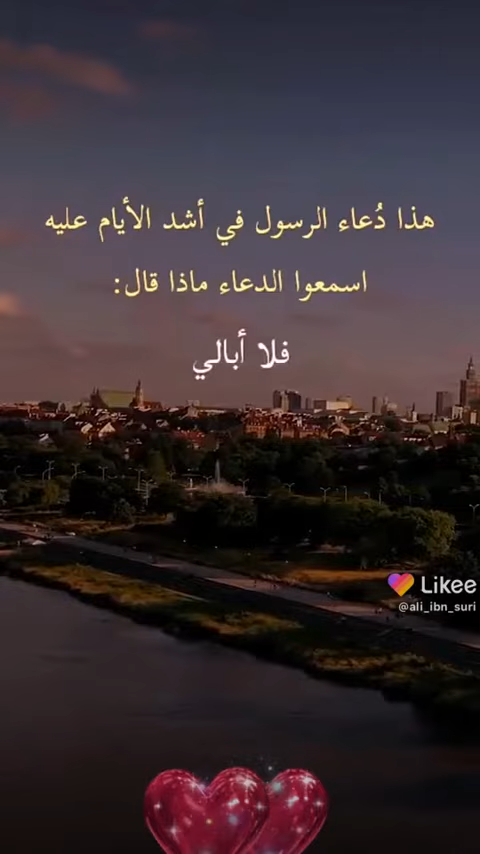 هذا دُعاء الرسول في أشد الأيام عليه
اسمعوا الدعاء ماذا قال:
فلا أبالي
Likee
@ali_ibn_suri